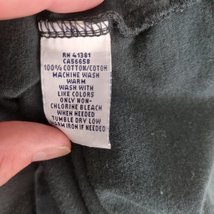 RN 41381
CA56658
100% COTTON/COTON
MACHINE WASH
WARM
WASH WITH
LIKE COLORS
ONLY NON-
CHLORINE BLEACH
WHEN NEEDED
TUMBLE DRY LOW
WARM IRON IF NEEDED